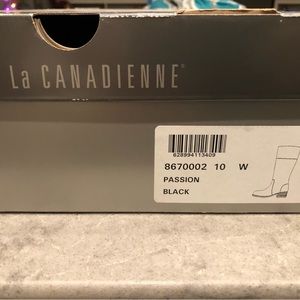 La CANADIENNE®
628994113409
8670002 10 W
PASSION
BLACK